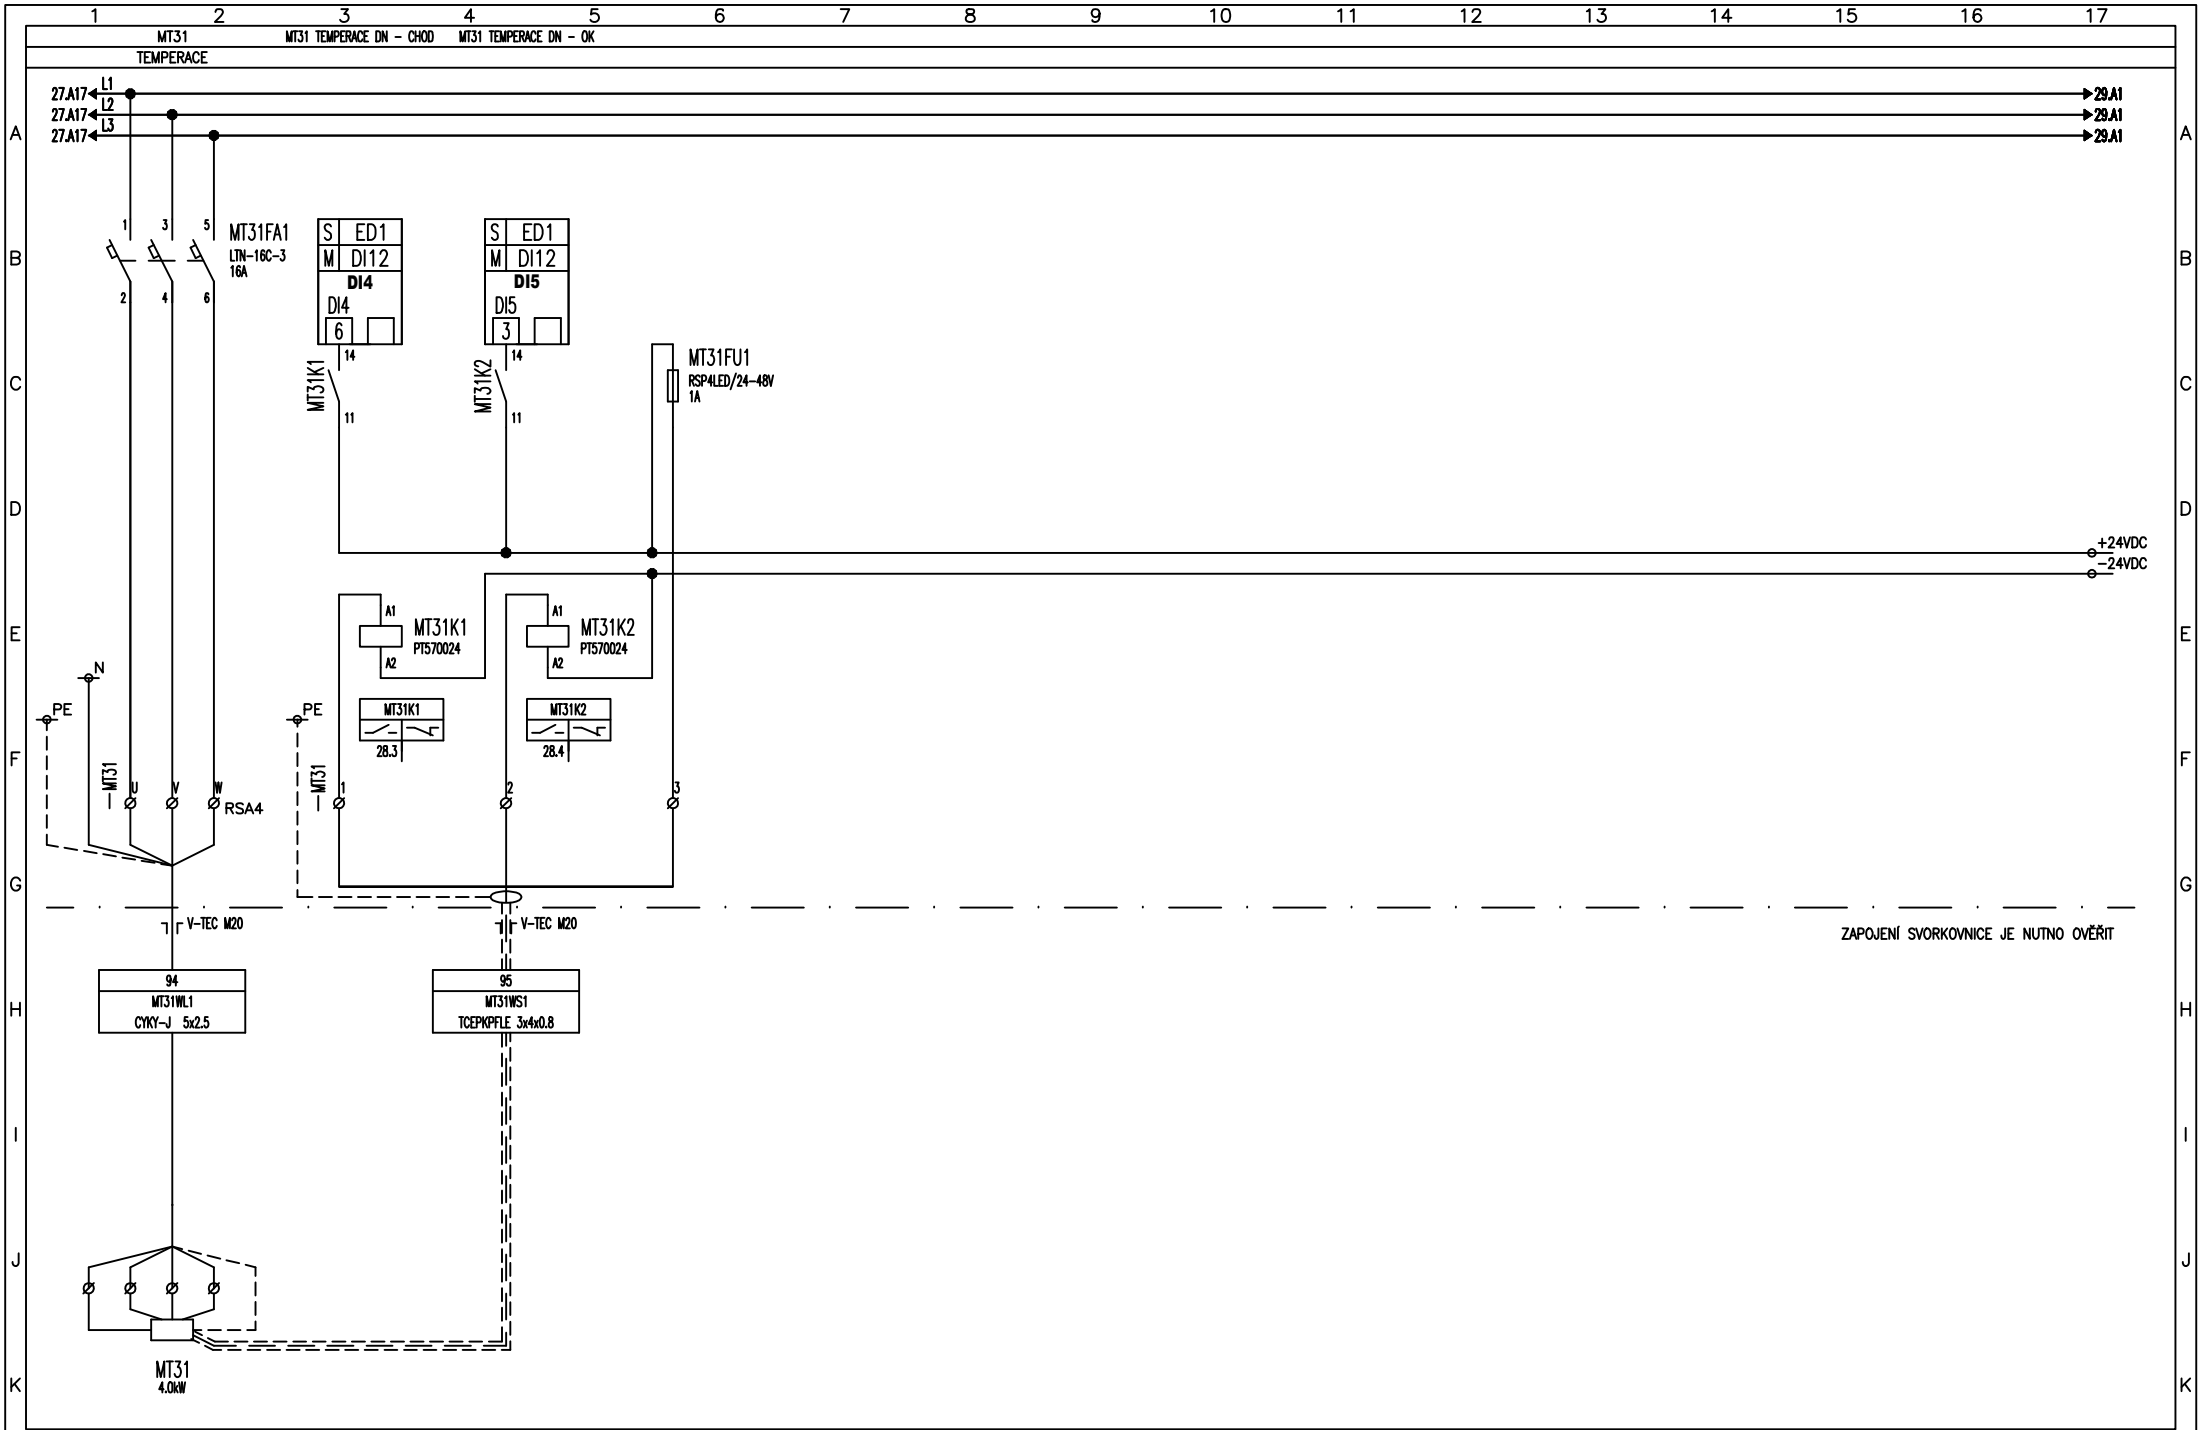 1 2 3 4 5 6 7 8 9 10 11 12 13 14 15 16 17
MT31 MT31 TEMPERACE DN - CHOD MT31 TEMPERACE DN - OK
TEMPERACE
27.A17 L1 29.A1
27.A17 L2 29.A1
27.A17 L3 29.A1
A A
1 3 5
MT31FA1
LTN-16C-3
16A
2 4 6
S ED1
M DI12
DI4
DI4
6
S ED1
M DI12
DI5
DI5
3
B B
14
MT31K1
11
14
MT31K2
11
MT31FU1
RSP4LED/24-48V
1A
C C
D D
+24VDC
-24VDC
A1
MT31K1
PT570024
A2
A1
MT31K2
PT570024
A2
E E
N
PE
PE
MT31K1
28.3
MT31K2
28.4
F F
-MT31
U V W
RSA4
-MT31
1 2 3
G G
V-TEC M20
V-TEC M20
ZAPOJENÍ SVORKOVNICE JE NUTNO OVĚŘIT
94
MT31WL1
CYKY-J 5x2.5
95
MT31WS1
TCEPKPFLE 3x4x0.8
H H
I I
J J
MT31
4.0kW
K K